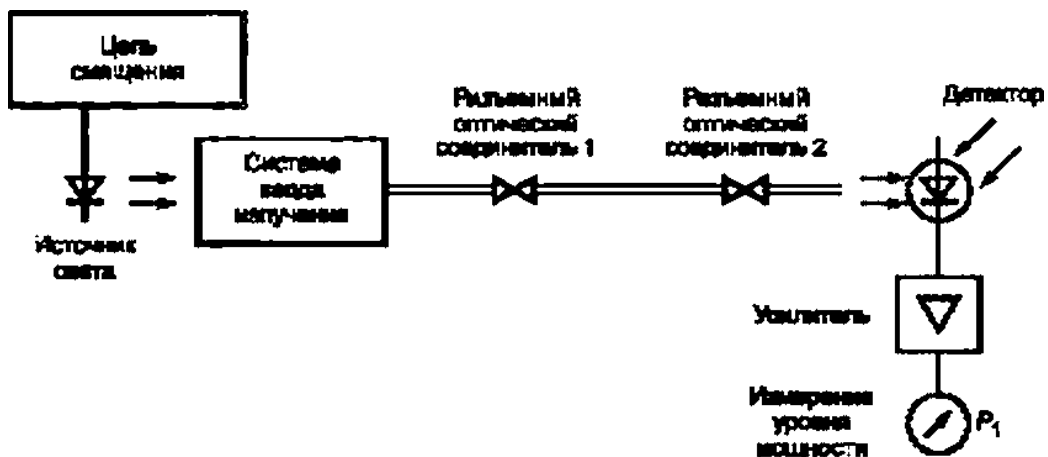 Цепь
смещения
Разъемный
оптический
соединитель 1
Разъемный
оптический
соединитель 2
Детектор
Система
ввода
излучения
Источник
света
Усилитель
Измерение
уровня
мощности
P₁